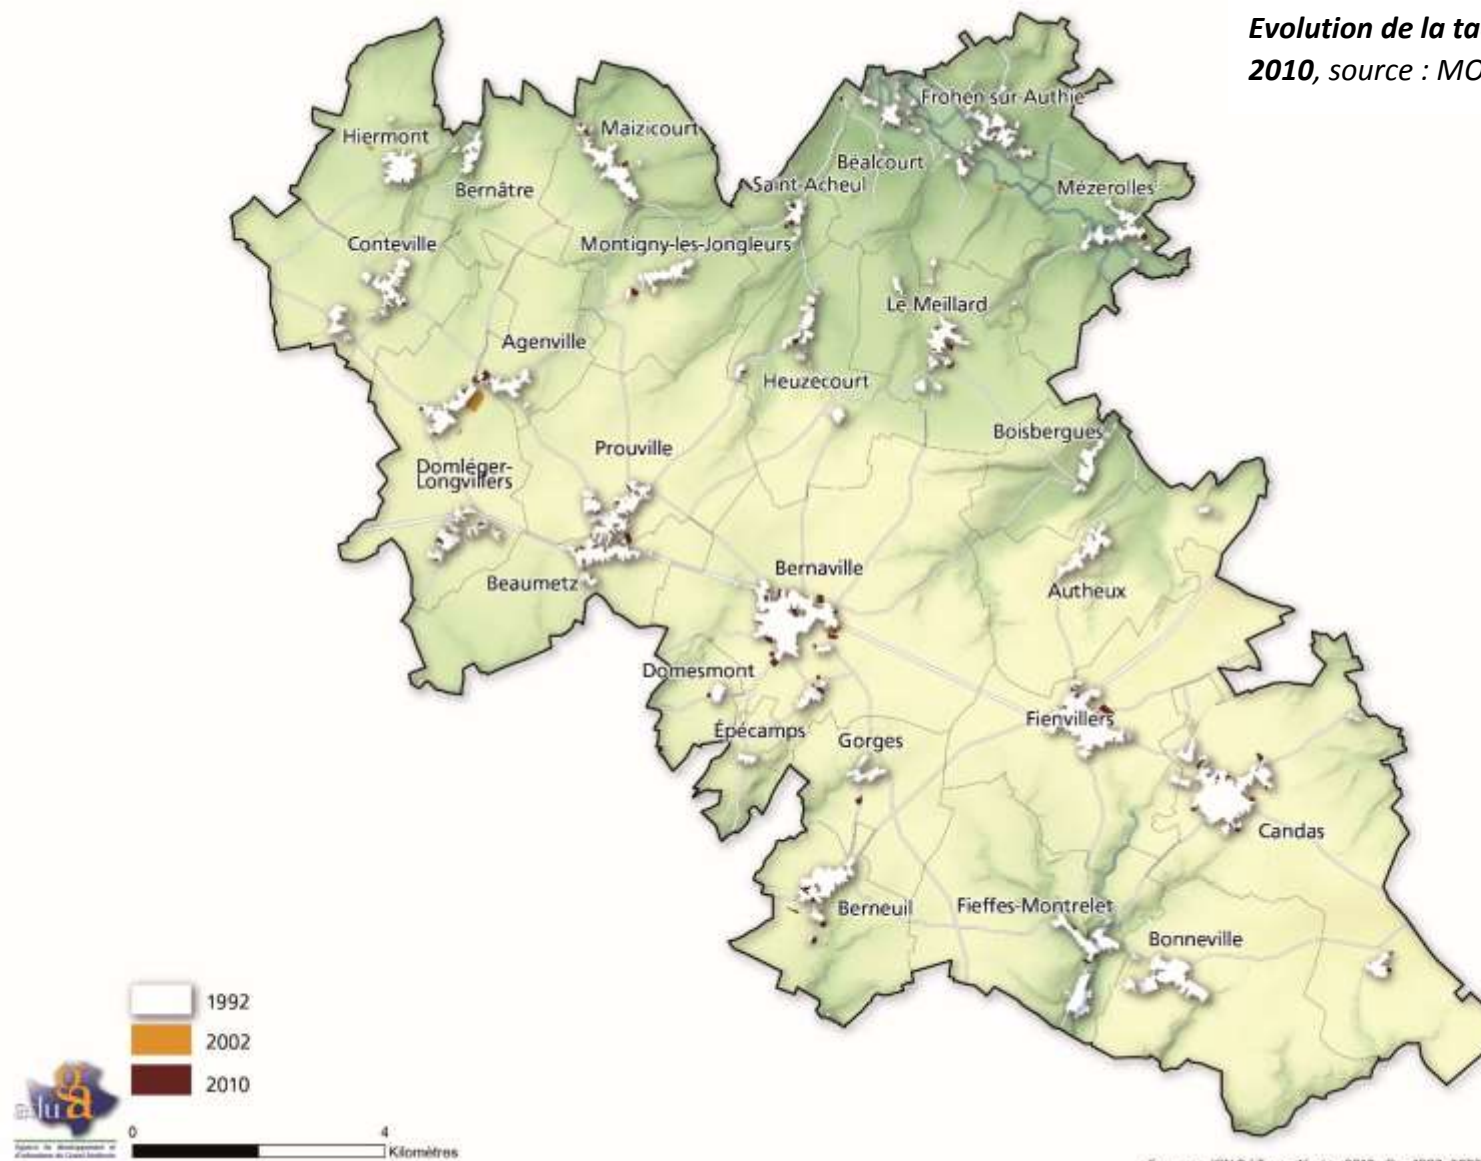 Evolution de la ta
2010, source : MO
Frohen sur Authie
Hiermont
Maizicourt
Béalcourt
Bernâtre
Saint-Acheul
Mézerolles
Conteville
Montigny-les-Jongleurs
Le Meillard
Agenville
Heuzecourt
Boisbergues
Prouville
Domléger-
Longvillers
Bernaville
Beaumetz
Autheux
Domesmont
Fienvillers
Épécamps
Gorges
Candas
Berneuil
Fieffes-Montrelet
Bonneville
1992
2002
2010
0 4
Kilomètres